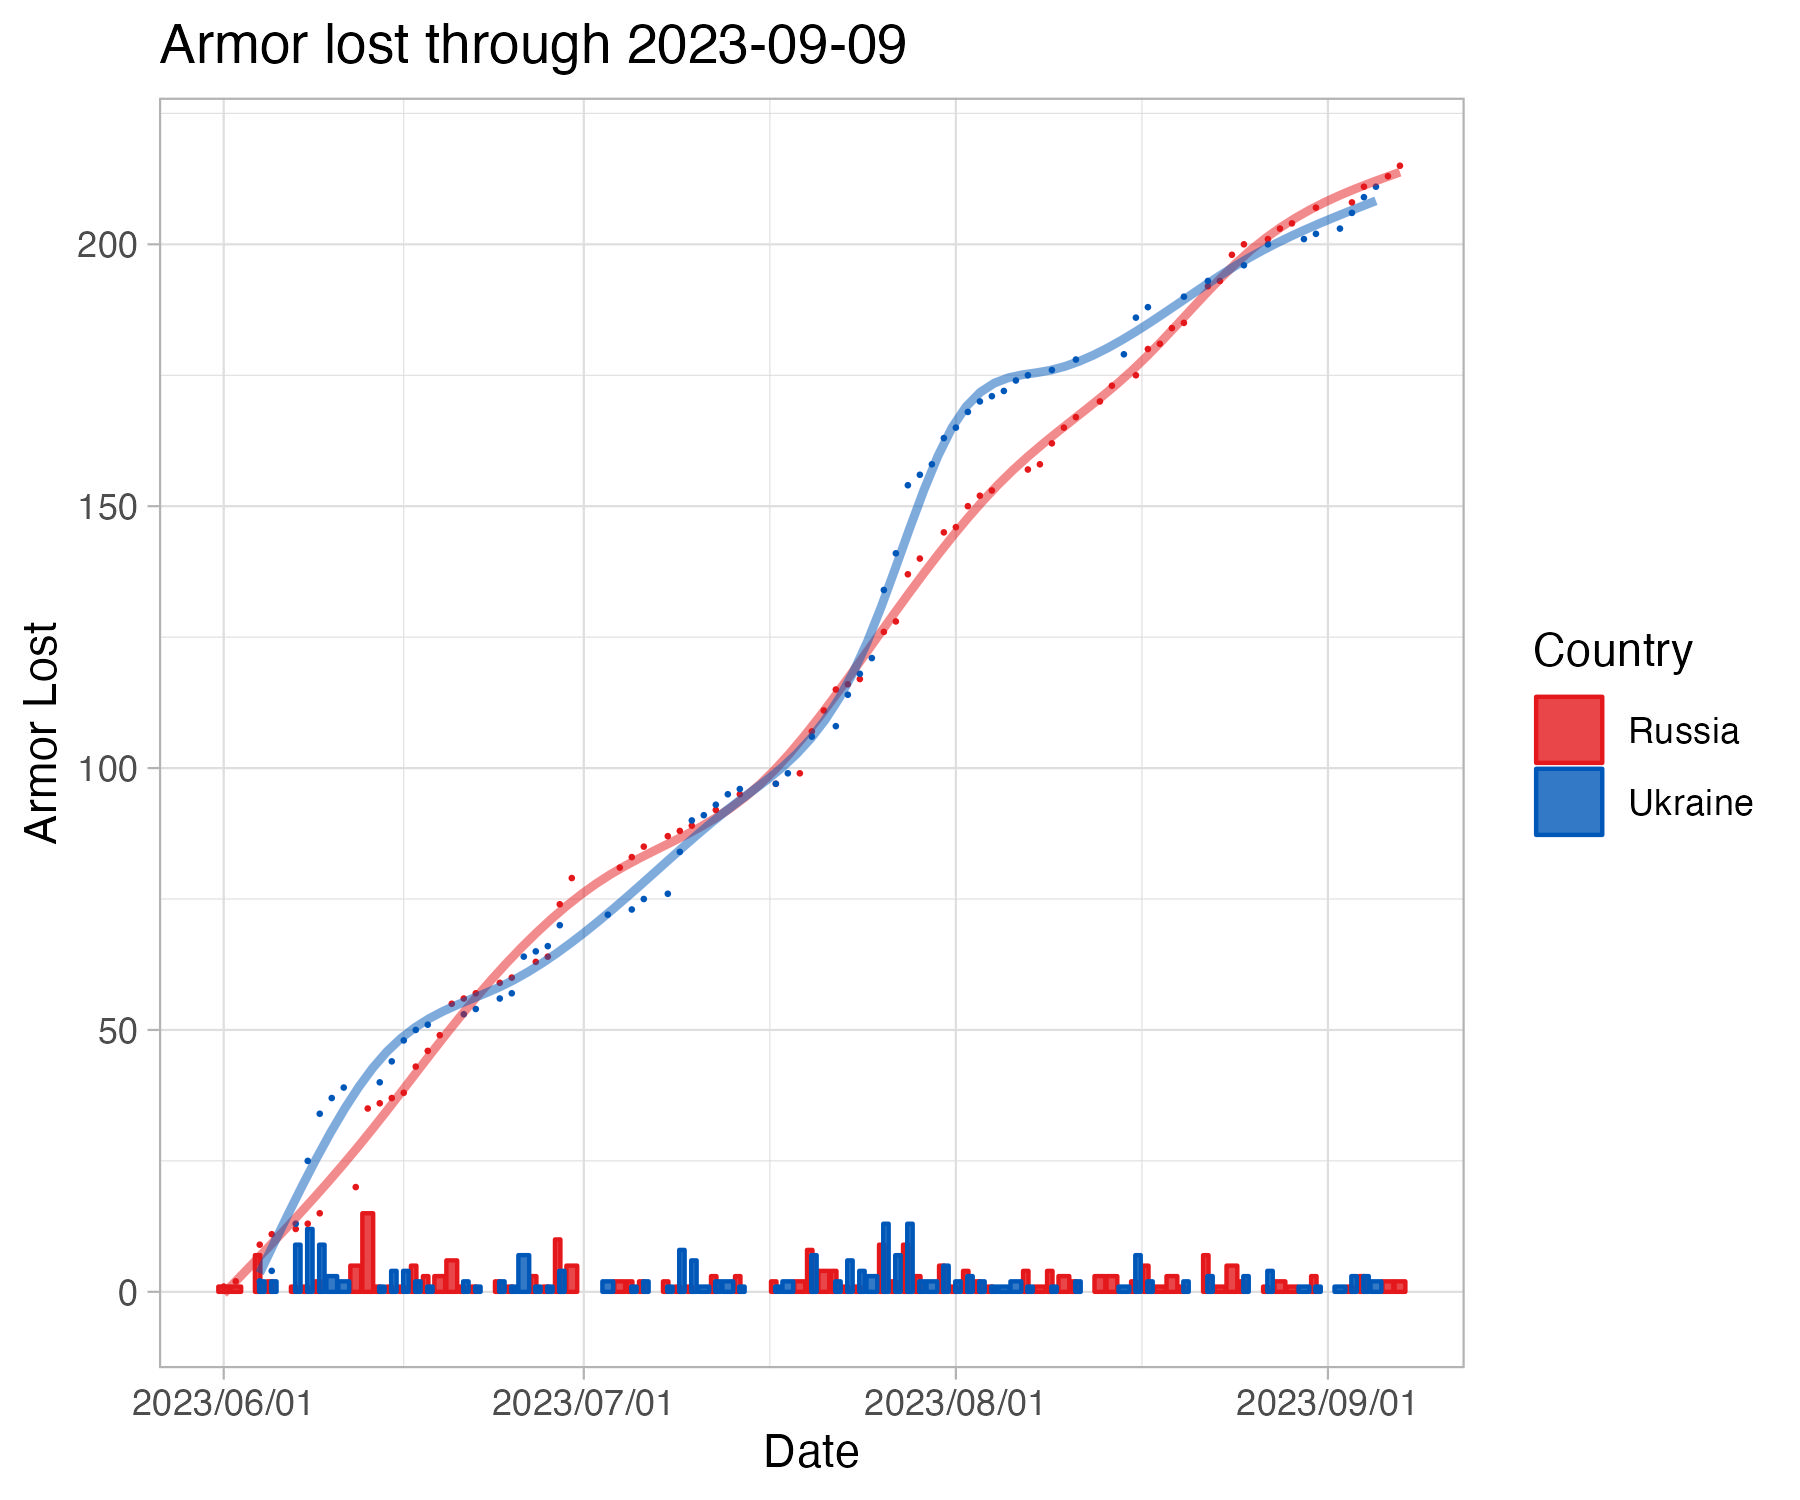 Armor lost through 2023-09-09
Armor Lost
200
150
100
50
0
2023/06/01 2023/07/01 2023/08/01 2023/09/01
Date
Country
Russia
Ukraine